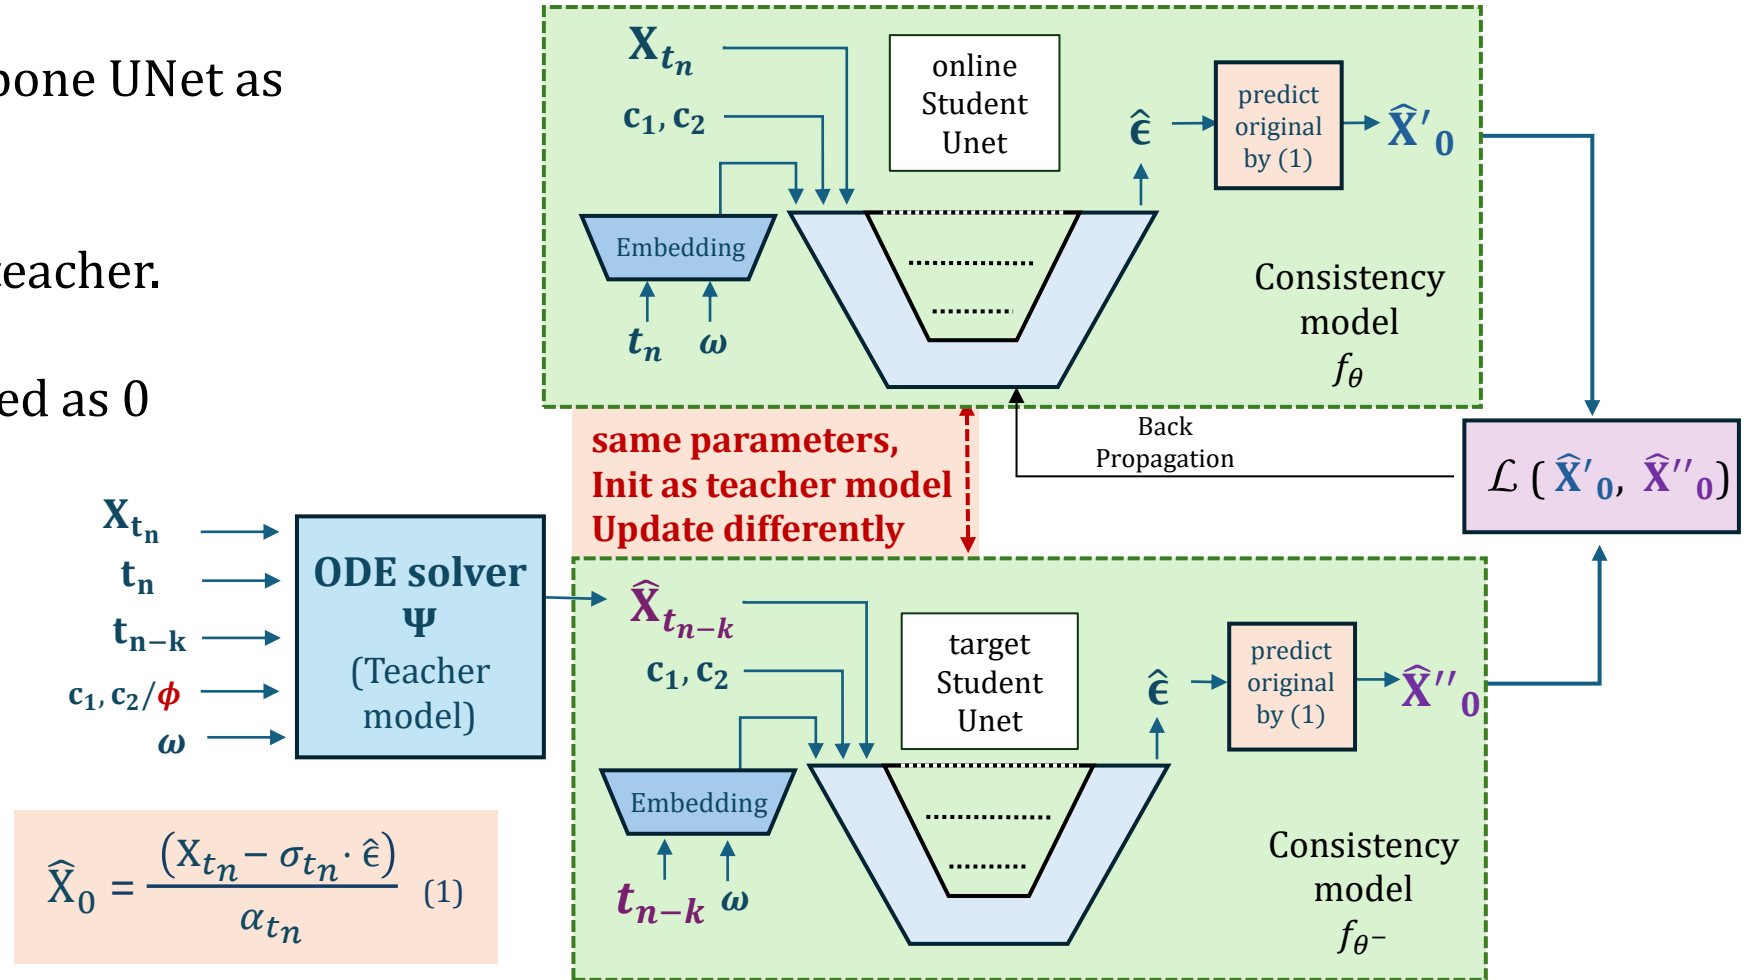 pone UNet as
teacher.
ed as 0
X_{t_n}
c_1, c_2
online
Student
Unet
ϵ̂
predict
original
by (1)
X̂′_0
Embedding
t_n ω
Consistency
model
f_θ
same parameters,
Init as teacher model
Update differently
Back
Propagation
ℒ ( X̂′_0, X̂′′_0)
X_{t_n}
t_n
t_{n−k}
c_1, c_2/ϕ
ω
ODE solver
Ψ
(Teacher
model)
X̂_{t_{n−k}}
c_1, c_2
target
Student
Unet
ϵ̂
predict
original
by (1)
X̂′′_0
Embedding
t_{n−k} ω
Consistency
model
f_{θ^−}
X̂_0 = (X_{t_n} − σ_{t_n} · ϵ̂) / α_{t_n} (1)